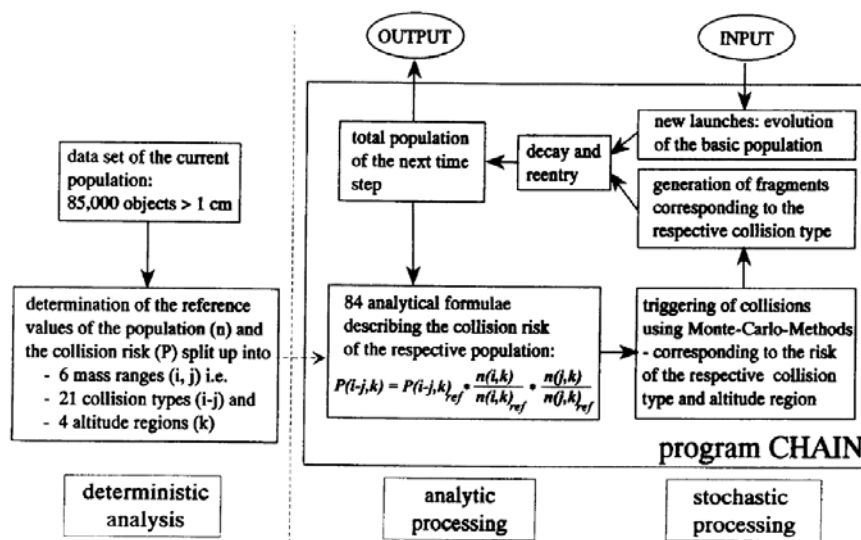 OUTPUT
INPUT
data set of the current
population:
85,000 objects > 1 cm
determination of the reference
values of the population (n) and
the collision risk (P) split up into
- 6 mass ranges (i, j) i.e.
- 21 collision types (i-j) and
- 4 altitude regions (k)
deterministic
analysis
total population
of the next time
step
decay and
reentry
new launches: evolution
of the basic population
generation of fragments
corresponding to the
respective collision type
84 analytical formulae
describing the collision risk
of the respective population:
P(i-j,k) = P(i-j,k)ref * n(i,k)/n(i,k)ref * n(j,k)/n(j,k)ref
triggering of collisions
using Monte-Carlo-Methods
- corresponding to the risk
of the respective collision
type and altitude region
program CHAIN
analytic
processing
stochastic
processing